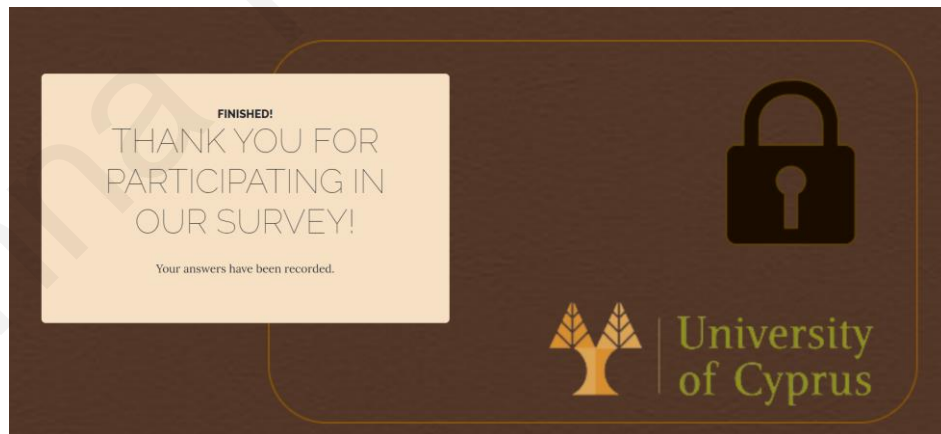 FINISHED!
THANK YOU FOR
PARTICIPATING IN
OUR SURVEY!
Your answers have been recorded.
University
of Cyprus